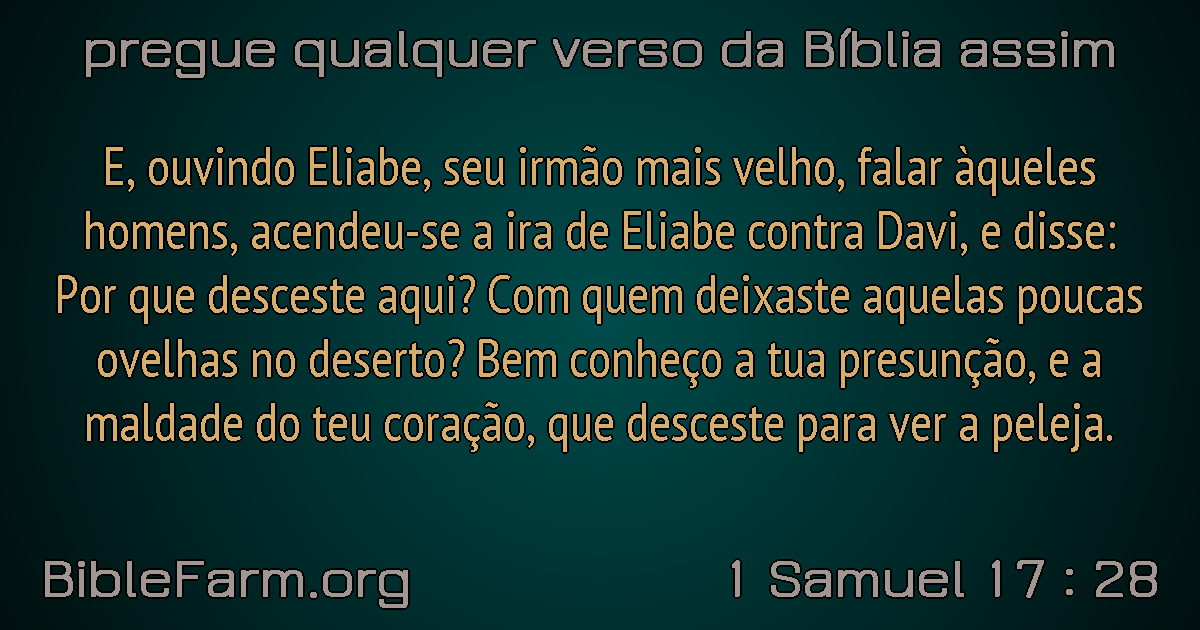 pregue qualquer verso da Bíblia assim
E, ouvindo Eliabe, seu irmão mais velho, falar àqueles
homens, acendeu-se a ira de Eliabe contra Davi, e disse:
Por que desceste aqui? Com quem deixaste aquelas poucas
ovelhas no deserto? Bem conheço a tua presunção, e a
maldade do teu coração, que desceste para ver a peleja.
BibleFarm.org
1 Samuel 17 : 28